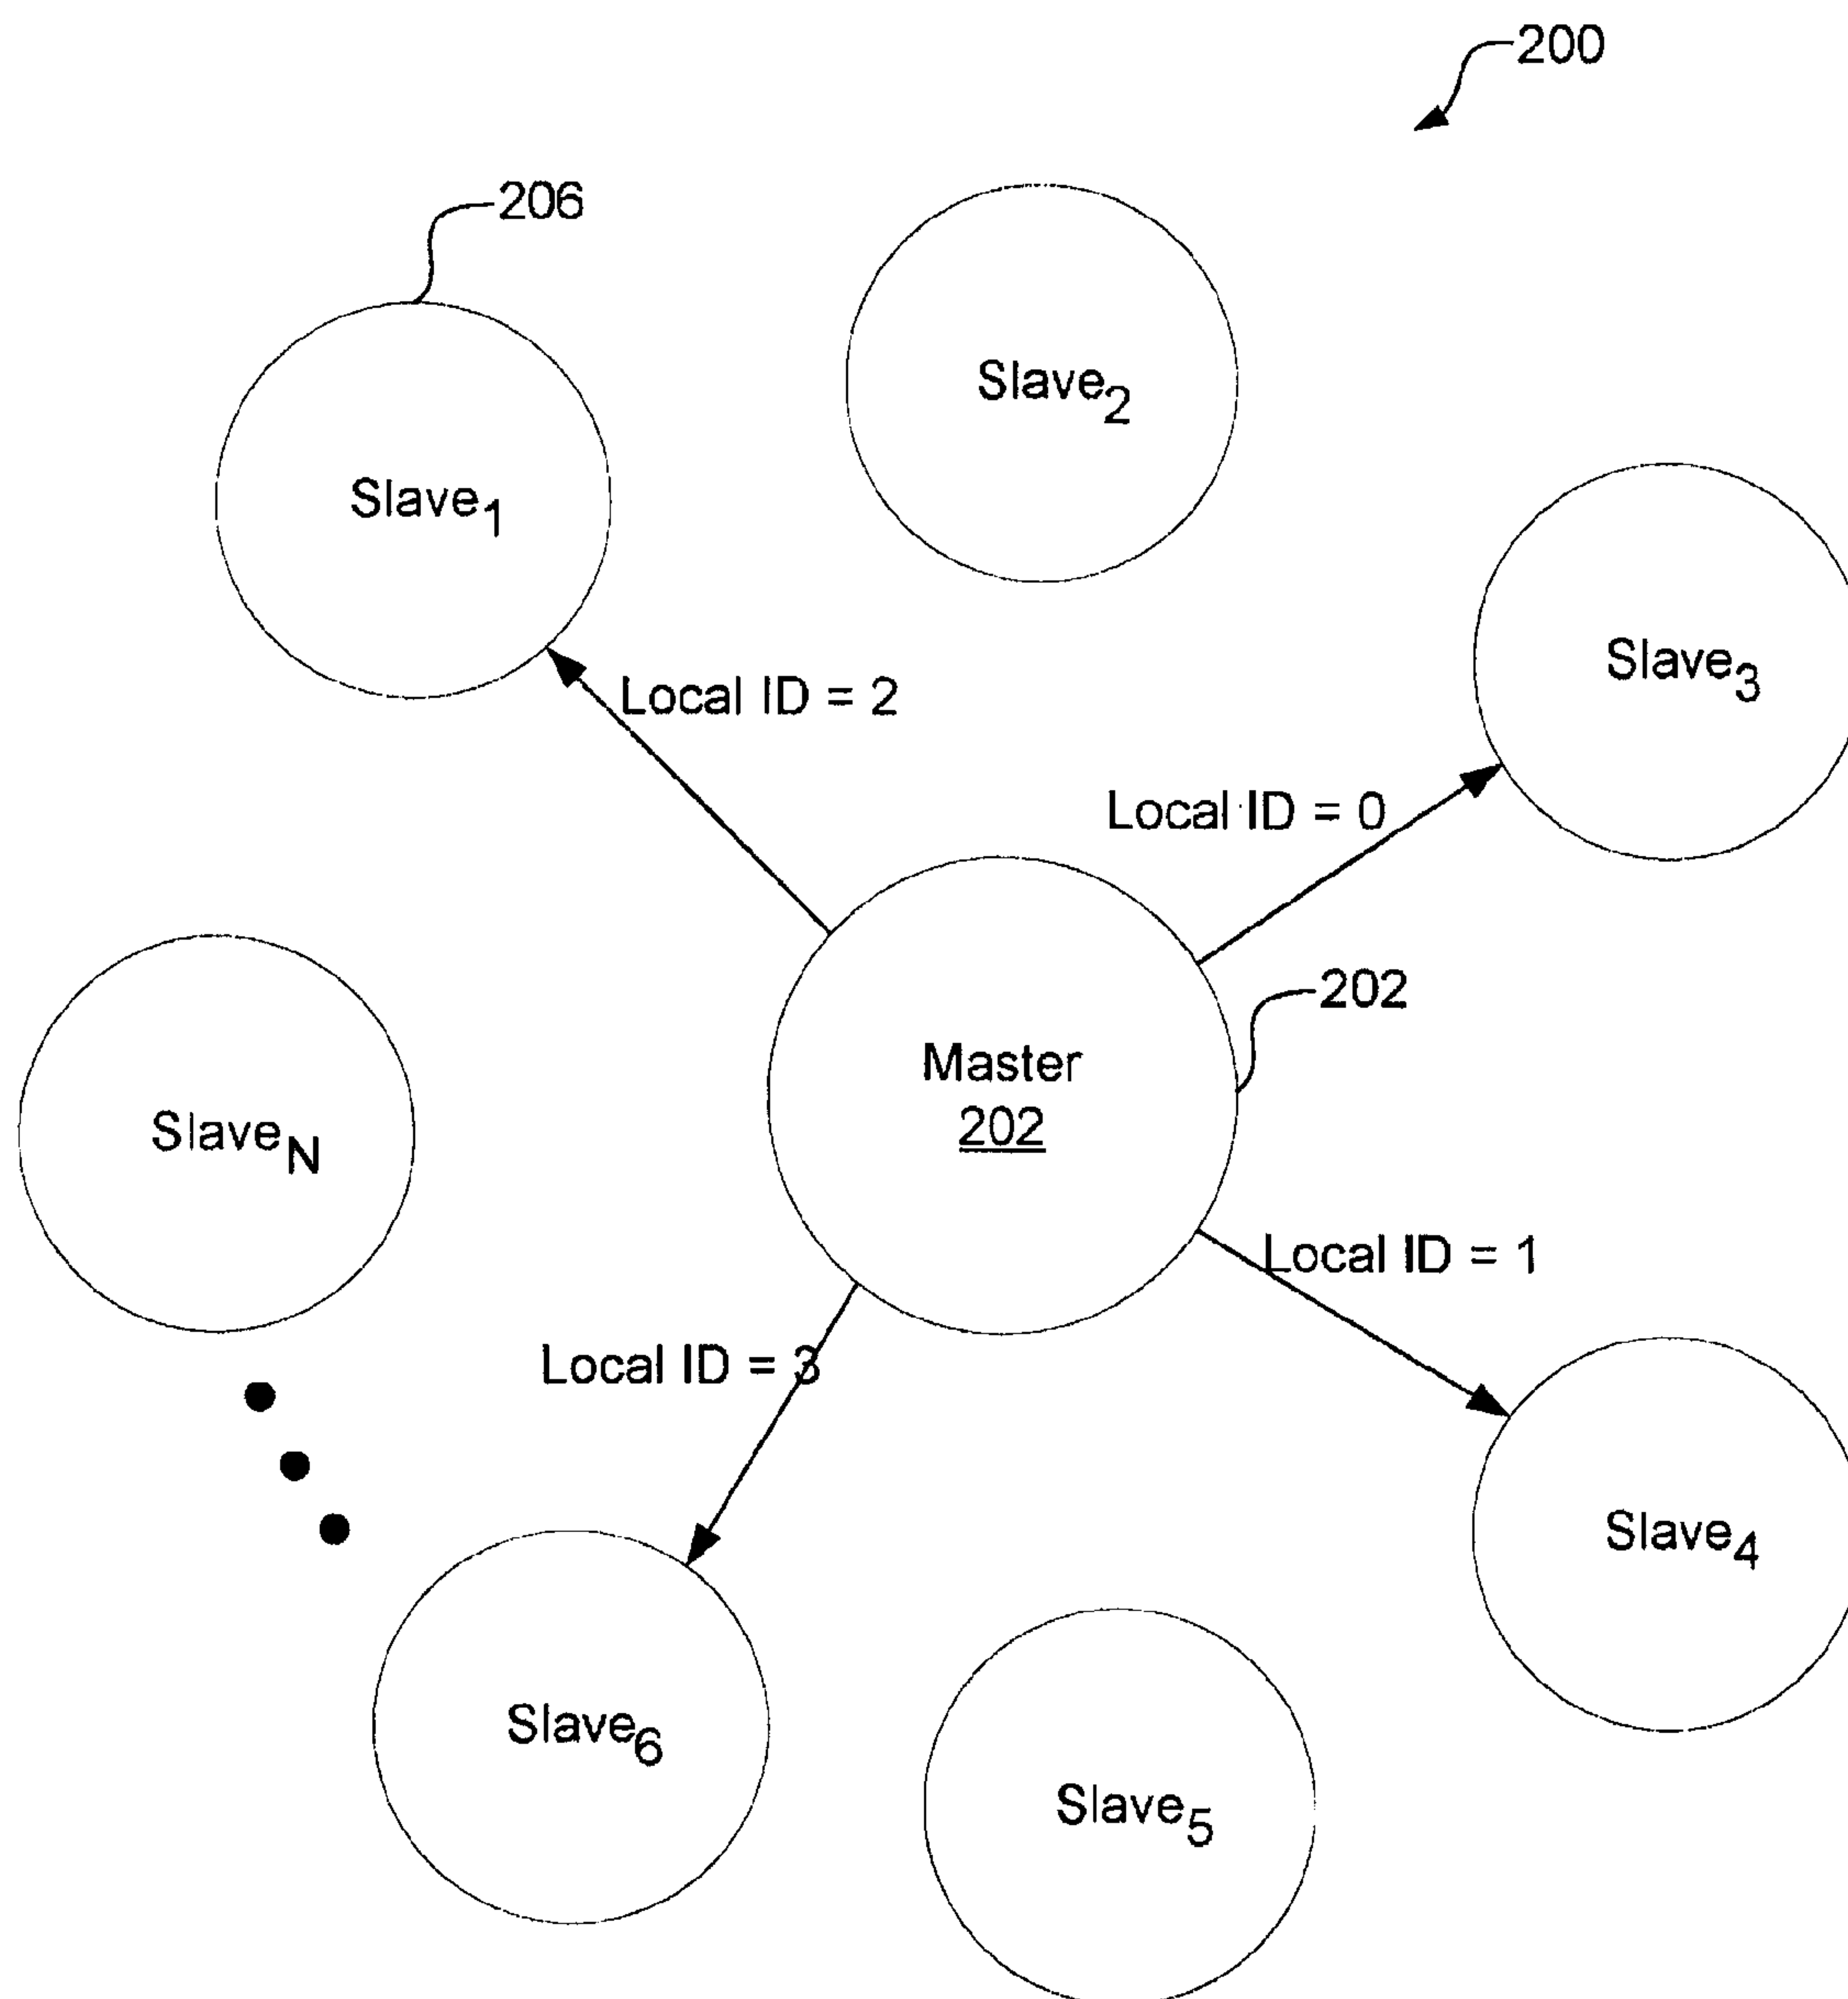 200
206
Slave2
Slave1
Slave3
Local ID = 2
Local ID = 0
202
Master
202
SlaveN
Local ID = 1
Local ID = 3
Slave4
Slave6
Slave5